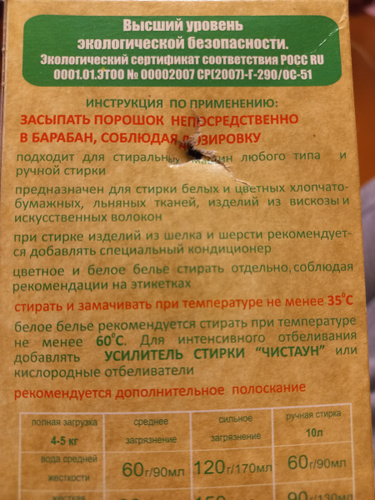 Высший уровень
экологической безопасности.
Экологический сертификат соответствия РОСС RU
0001.01.ЭТОО № 00002007 СР(2007)-Г-290/ОС-51
ИНСТРУКЦИЯ ПО ПРИМЕНЕНИЮ:
ЗАСЫПАТЬ ПОРОШОК НЕПОСРЕДСТВЕННО
В БАРАБАН, СОБЛЮДАЯ ДОЗИРОВКУ
подходит для стиральных машин любого типа и
ручной стирки
предназначен для стирки белых и цветных хлопчато-
бумажных, льняных тканей, изделий из вискозы и
искусственных волокон
при стирке изделий из шелка и шерсти рекомендует-
ся добавлять специальный кондиционер
цветное и белое бельё стирать отдельно, соблюдая
рекомендации на этикетках
стирать и замачивать при температуре не менее 35°С
белое белье рекомендуется стирать при температуре
не менее 60°С. Для интенсивного отбеливания
добавлять УСИЛИТЕЛЬ СТИРКИ "ЧИСТАУН" или
кислородные отбеливатели
рекомендуется дополнительное полоскание
полная загрузка 4-5 кг
среднее загрязнение
сильное загрязнение
ручная стирка 10л
вода средней жесткости
60г/90мл
120г/170мл
60г/90мл